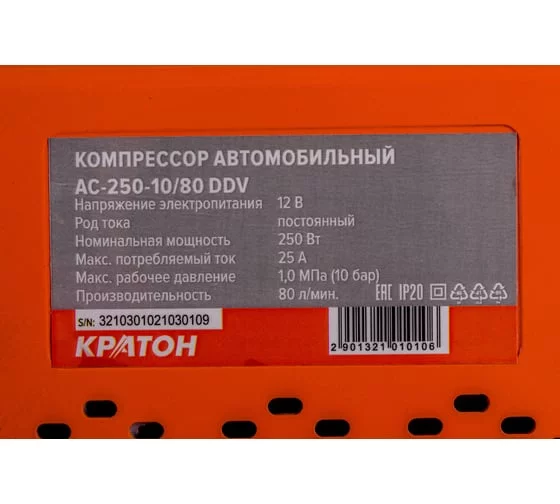 КОМПРЕССОР АВТОМОБИЛЬНЫЙ
AC-250-10/80 DDV
Напряжение электропитания 12 В
Род тока постоянный
Номинальная мощность 250 Вт
Макс. потребляемый ток 25 А
Макс. рабочее давление 1,0 МПа (10 бар)
Производительность 80 л/мин. EAC IP20
S/N: 3210301021030109
КРАТОН
2 901321 010106